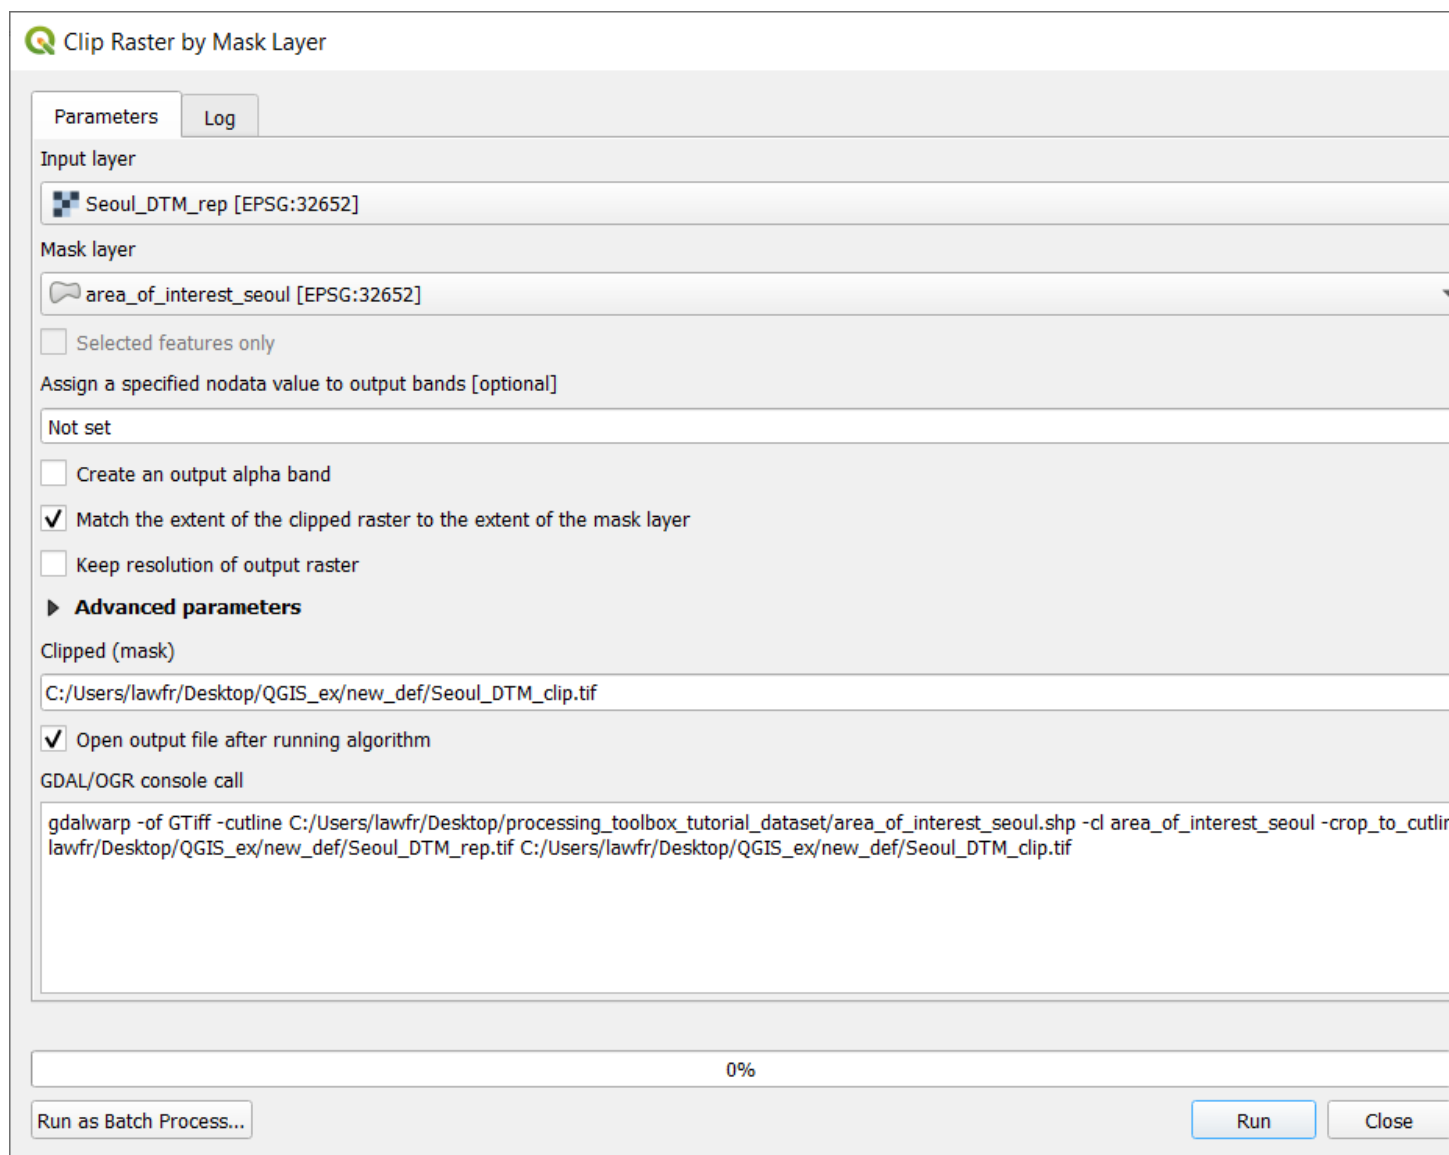 Clip Raster by Mask Layer
Parameters
Log
Input layer
Seoul_DTM_rep [EPSG:32652]
Mask layer
area_of_interest_seoul [EPSG:32652]
Selected features only
Assign a specified nodata value to output bands [optional]
Not set
Create an output alpha band
Match the extent of the clipped raster to the extent of the mask layer
Keep resolution of output raster
Advanced parameters
Clipped (mask)
C:/Users/lawfr/Desktop/QGIS_ex/new_def/Seoul_DTM_clip.tif
Open output file after running algorithm
GDAL/OGR console call
gdalwarp -of GTiff -cutline C:/Users/lawfr/Desktop/processing_toolbox_tutorial_dataset/area_of_interest_seoul.shp -cl area_of_interest_seoul
lawfr/Desktop/QGIS_ex/new_def/Seoul_DTM_rep.tif C:/Users/lawfr/Desktop/QGIS_ex/new_def/Seoul_DTM_clip.tif
0%
Run as Batch Process...
Run
Close